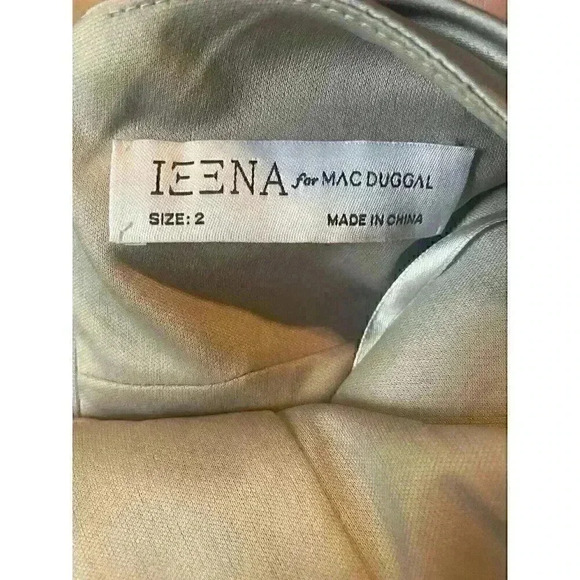 IEENA for MAC DUGGAL
SIZE: 2 MADE IN CHINA